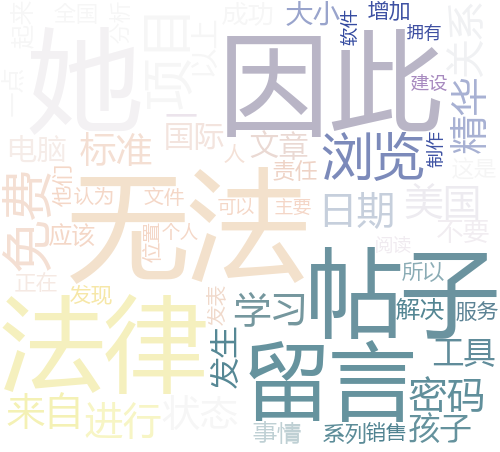 起来
全国
分析
项目
以上
成功
大小
软件
增加
拥有
关系
她
因此
建设
一点
电脑
标准
国际
人
文章
责任
浏览
制作
精华
这是
免费
他们
认为
无法
文件
可以
主要
日期
美国
不要
应该
位置
个人
阅读
正在
发现
发表
帖子
所以
法律
学习
解决
服务
发生
留言
工具
来自
进行
状态
密码
事情
系列
销售
孩子